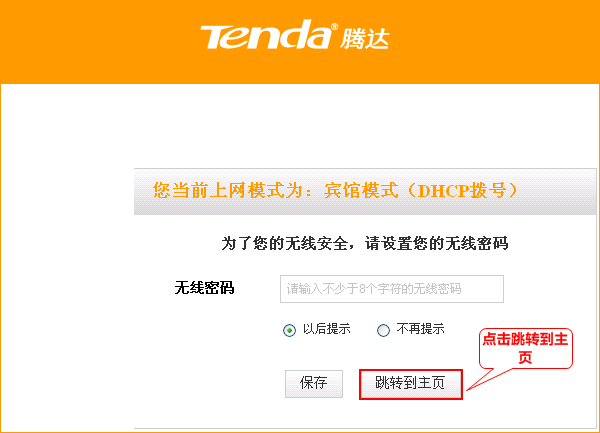 Tenda® 腾达
您当前上网模式为：宾馆模式（DHCP拨号）
为了您的无线安全，请设置您的无线密码
无线密码
请输入不少于8个字符的无线密码
以后提示
不再提示
点击跳转到主
页
保存
跳转到主页